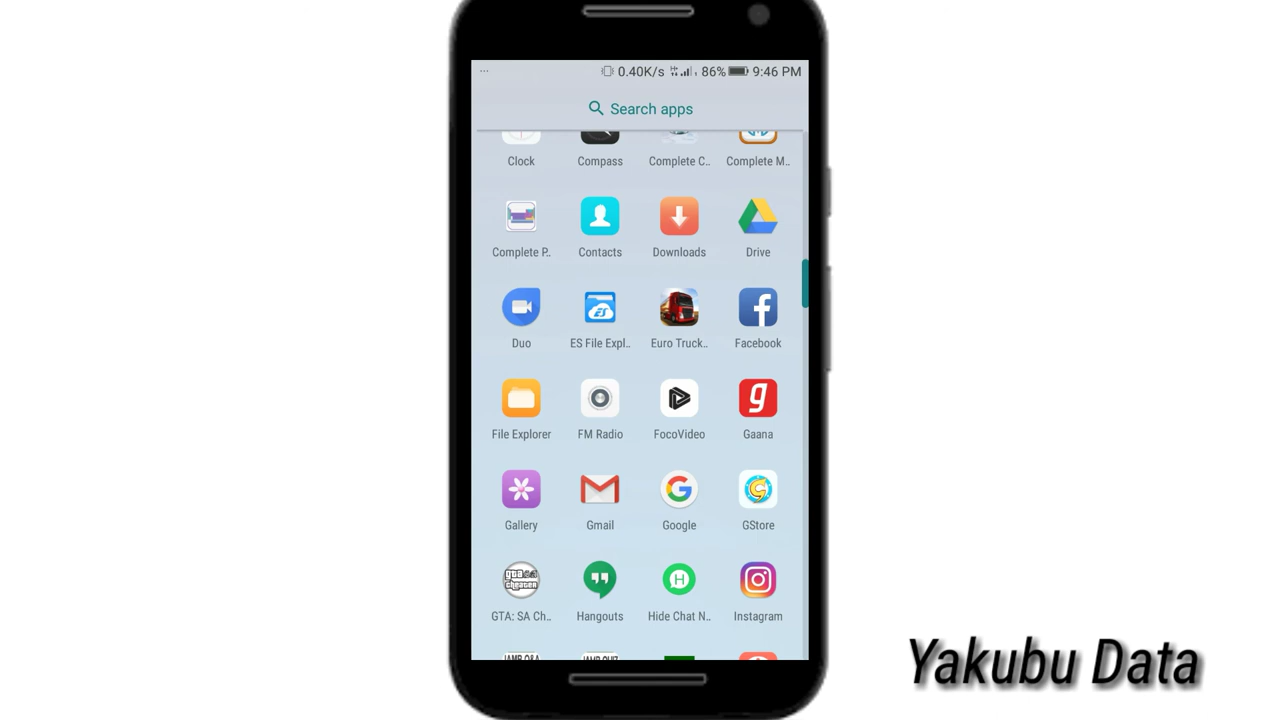 ... 0.40K/s 86% 9:46 PM
Search apps
Clock Compass Complete C.. Complete M..
Complete P.. Contacts Downloads Drive
Duo ES File Expl.. Euro Truck.. Facebook
File Explorer FM Radio FocoVideo Gaana
Gallery Gmail Google GStore
GTA: SA Ch.. Hangouts Hide Chat N.. Instagram
Yakubu Data